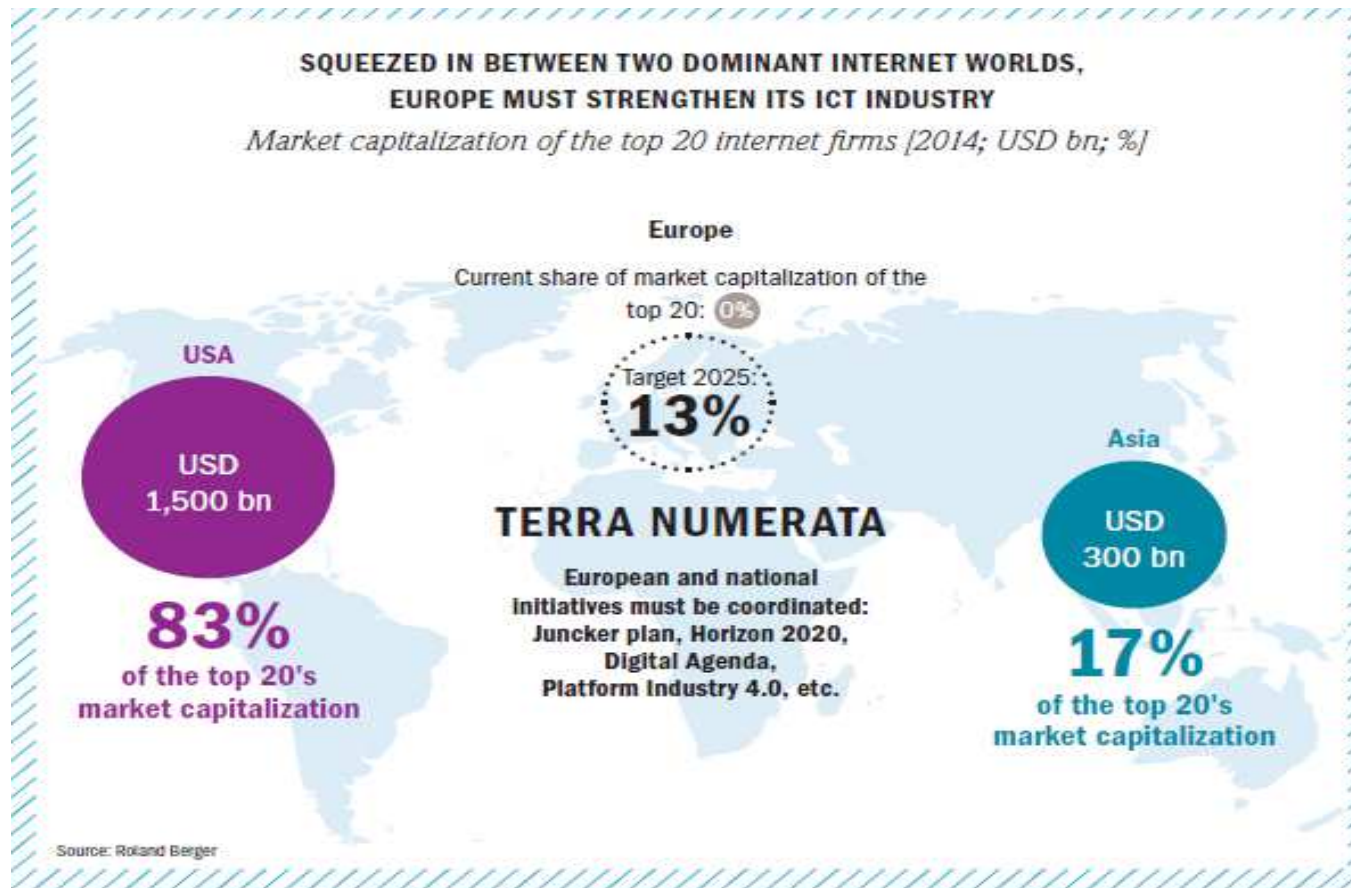 SQUEEZED IN BETWEEN TWO DOMINANT INTERNET WORLDS,
EUROPE MUST STRENGTHEN ITS ICT INDUSTRY
Market capitalization of the top 20 internet firms [2014; USD bn; %]
Europe
Current share of market capitalization of the
top 20: 0%
Target 2025:
13%
USA
USD
1,500 bn
83%
of the top 20's
market capitalization
TERRA NUMERATA
European and national
initiatives must be coordinated:
Juncker plan, Horizon 2020,
Digital Agenda,
Platform Industry 4.0, etc.
Asia
USD
300 bn
17%
of the top 20's
market capitalization
Source: Roland Berger